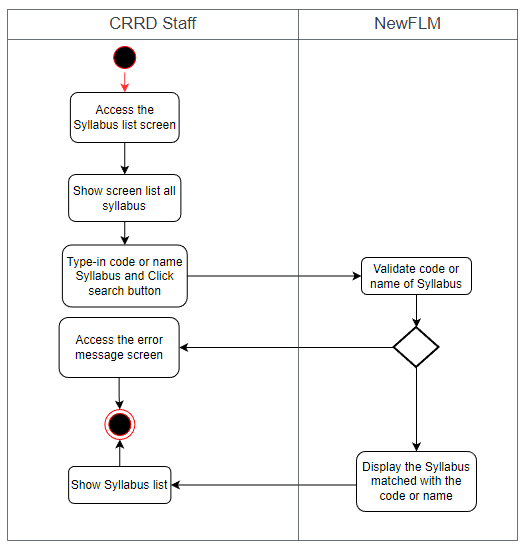 CRRD Staff
NewFLM
Access the
Syllabus list screen
Show screen list all
syllabus
Type-in code or name
Syllabus and Click
search button
Validate code or
name of Syllabus
Access the error
message screen
Display the Syllabus
matched with the
code or name
Show Syllabus list